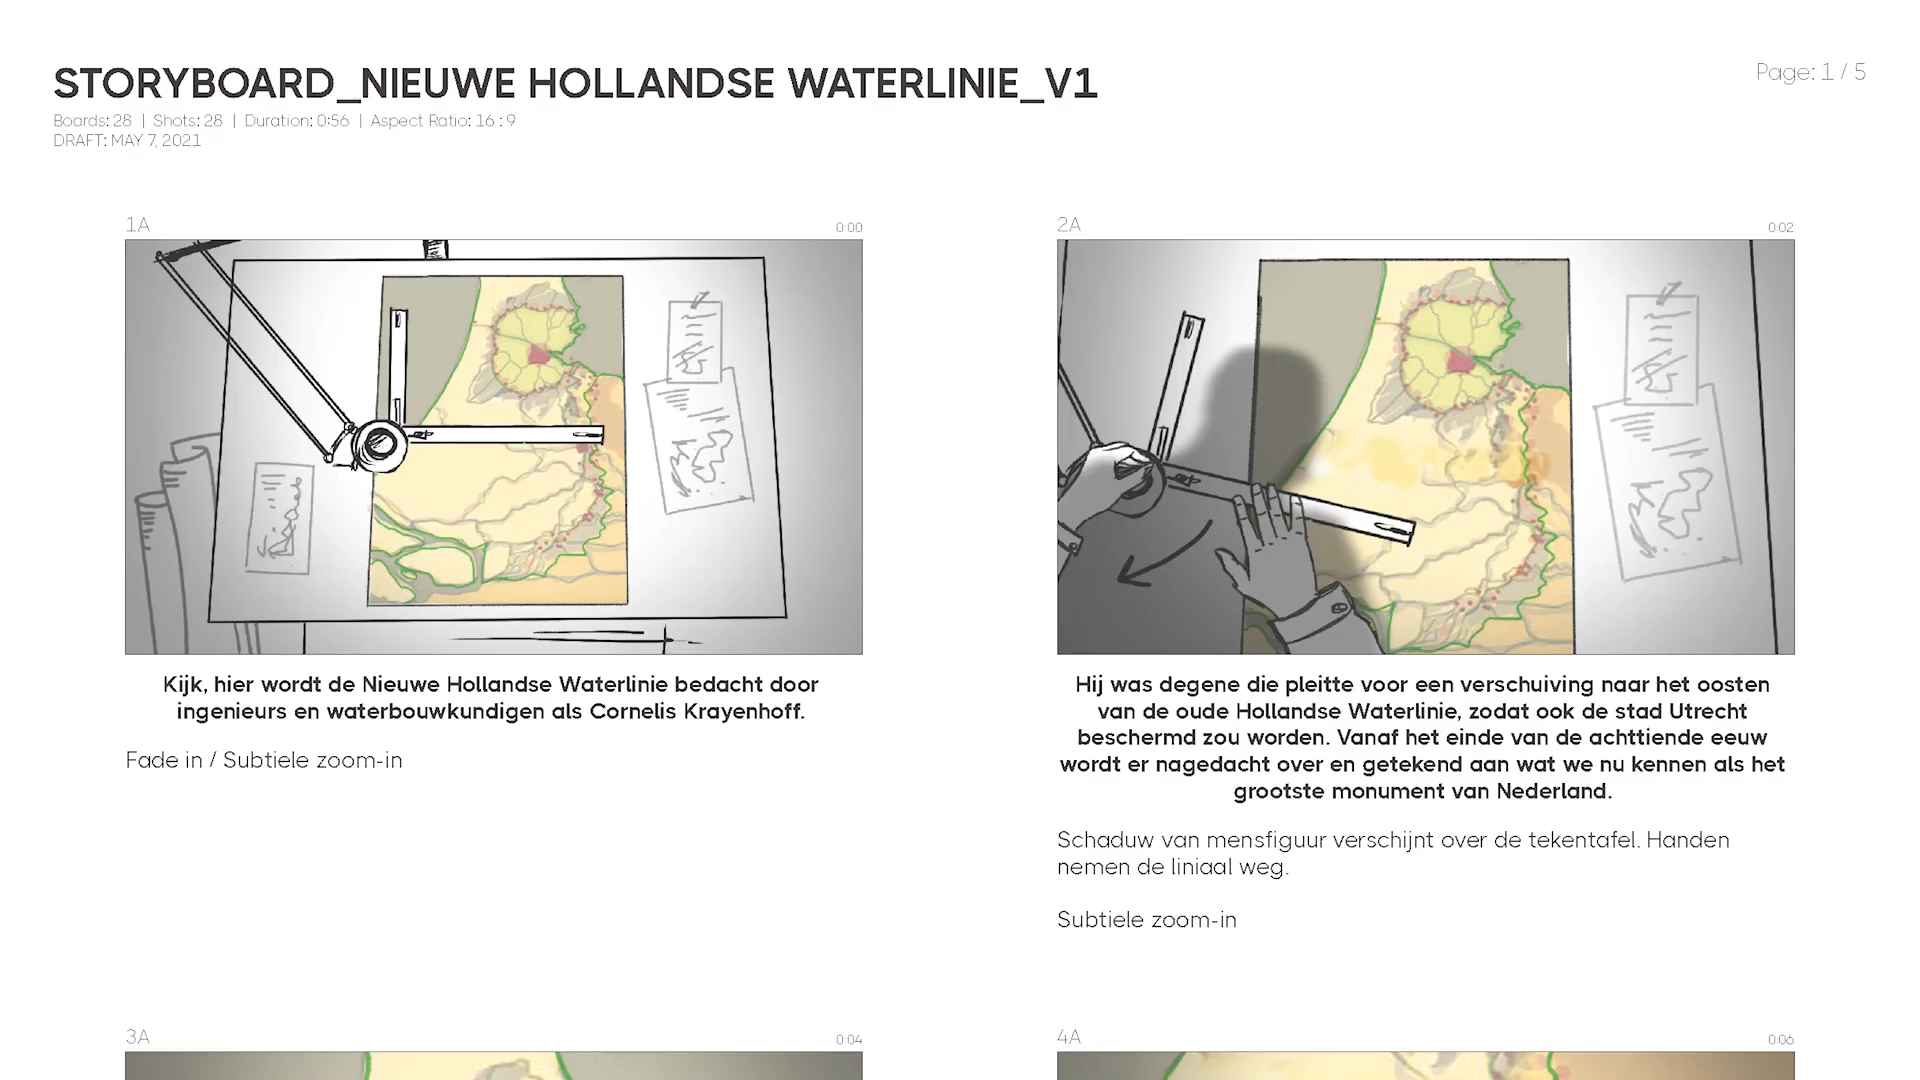 STORYBOARD_NIEUWE HOLLANDSE WATERLINIE_V1
Page: 1 / 5
Boards: 28 | Shots: 28 | Duration: 0:56 | Aspect Ratio: 16 : 9
DRAFT: MAY 7, 2021
1A
0:00
Kijk, hier wordt de Nieuwe Hollandse Waterlinie bedacht door
ingenieurs en waterbouwkundigen als Cornelis Krayenhoff.
Fade in / Subtiele zoom-in
2A
0:02
Hij was degene die pleitte voor een verschuiving naar het oosten
van de oude Hollandse Waterlinie, zodat ook de stad Utrecht
beschermd zou worden. Vanaf het einde van de achttiende eeuw
wordt er nagedacht over en getekend aan wat we nu kennen als het
grootste monument van Nederland.
Schaduw van mensfiguur verschijnt over de tekentafel. Handen
nemen de liniaal weg.
Subtiele zoom-in
3A
0:04
4A
0:06